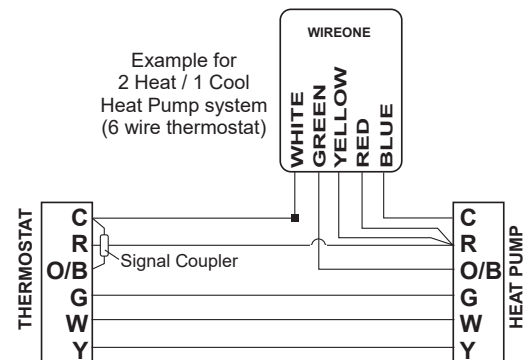 WIREONE
Example for
2 Heat / 1 Cool
Heat Pump system
(6 wire thermostat)
WHITE
GREEN
YELLOW
RED
BLUE
THERMOSTAT
C
R
O/B
G
W
Y
Signal Coupler
C
R
O/B
G
W
Y
HEAT PUMP